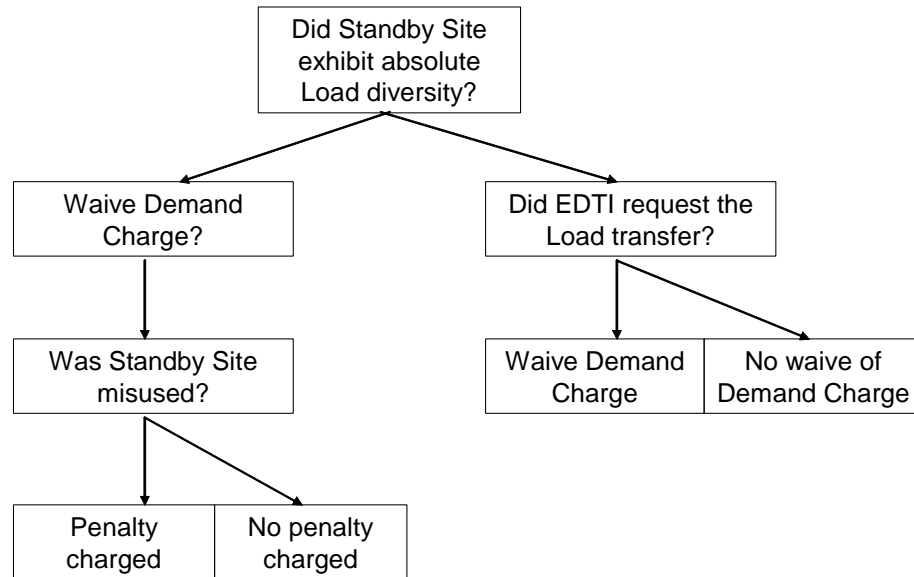 Did Standby Site
exhibit absolute
Load diversity?
Waive Demand
Charge?
Did EDTI request the
Load transfer?
Was Standby Site
misused?
Waive Demand
Charge
No waive of
Demand Charge
Penalty
charged
No penalty
charged